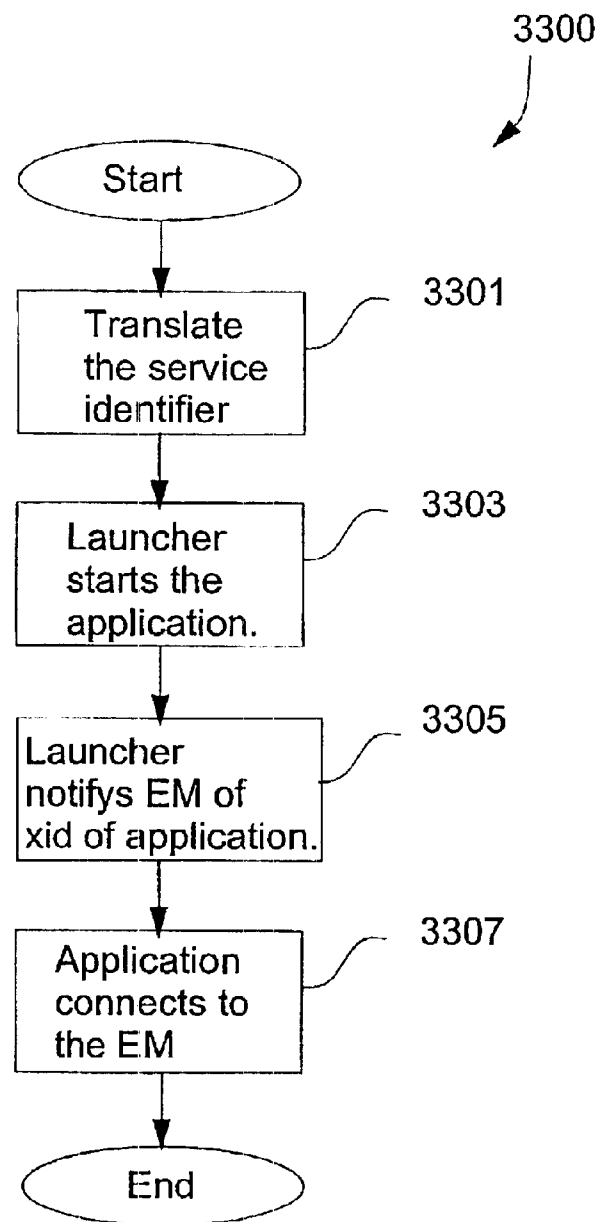 3300
Start
3301
Translate
the service
identifier
3303
Launcher
starts the
application.
3305
Launcher
notifys EM of
xid of application.
3307
Application
connects to
the EM
End